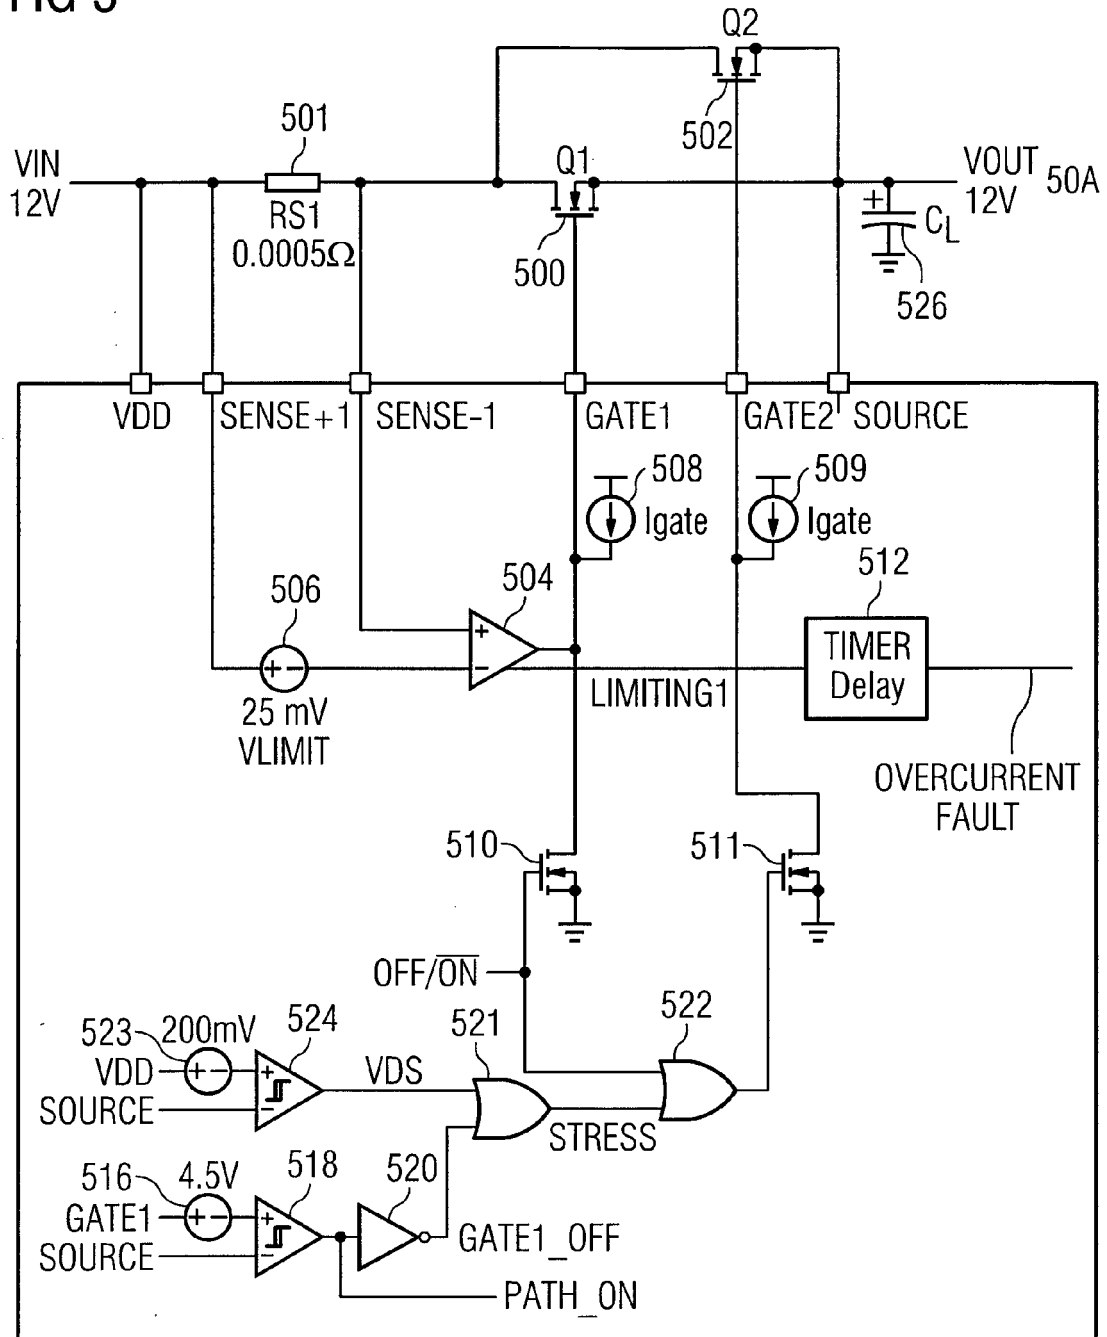 FIG 5
Q2
501
502
VIN
12V
Q1
VOUT
12V
50A
RS1
0.0005Ω
500
+
CL
526
VDD
SENSE+1
SENSE-1
GATE1
GATE2
SOURCE
508
Igate
509
Igate
506
504
512
+ -
+
-
TIMER
Delay
25 mV
VLIMIT
LIMITING1
OVERCURRENT
FAULT
510
511
OFF/ON
523
200mV
524
521
522
VDD
+ -
+
VDS
SOURCE
-
STRESS
516
4.5V
518
520
GATE1
+ -
+
SOURCE
-
GATE1_OFF
PATH_ON